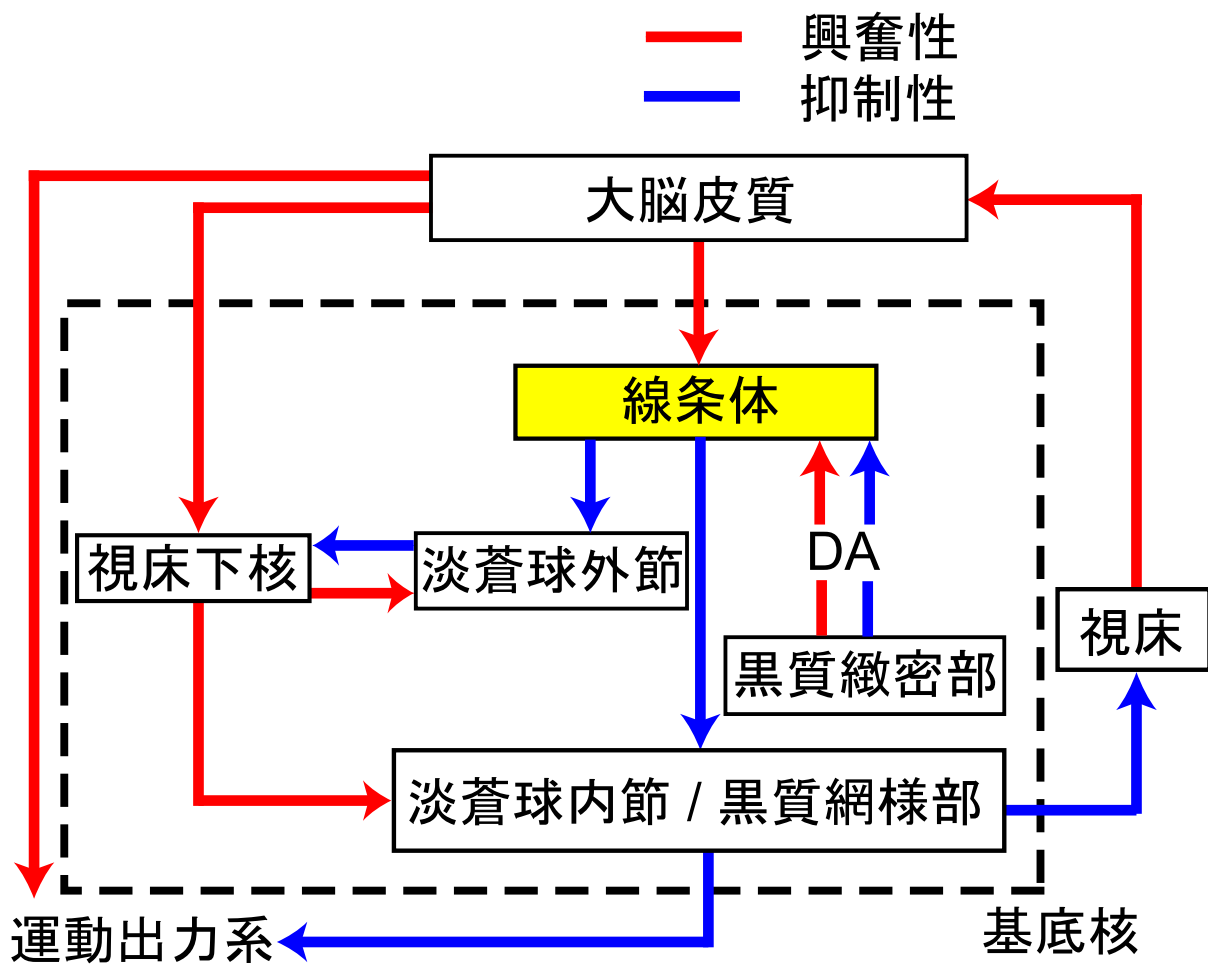 興奮性
抑制性
大脳皮質
線条体
視床下核
淡蒼球外節
DA
黒質緻密部
視床
淡蒼球内節 / 黒質網様部
運動出力系
基底核